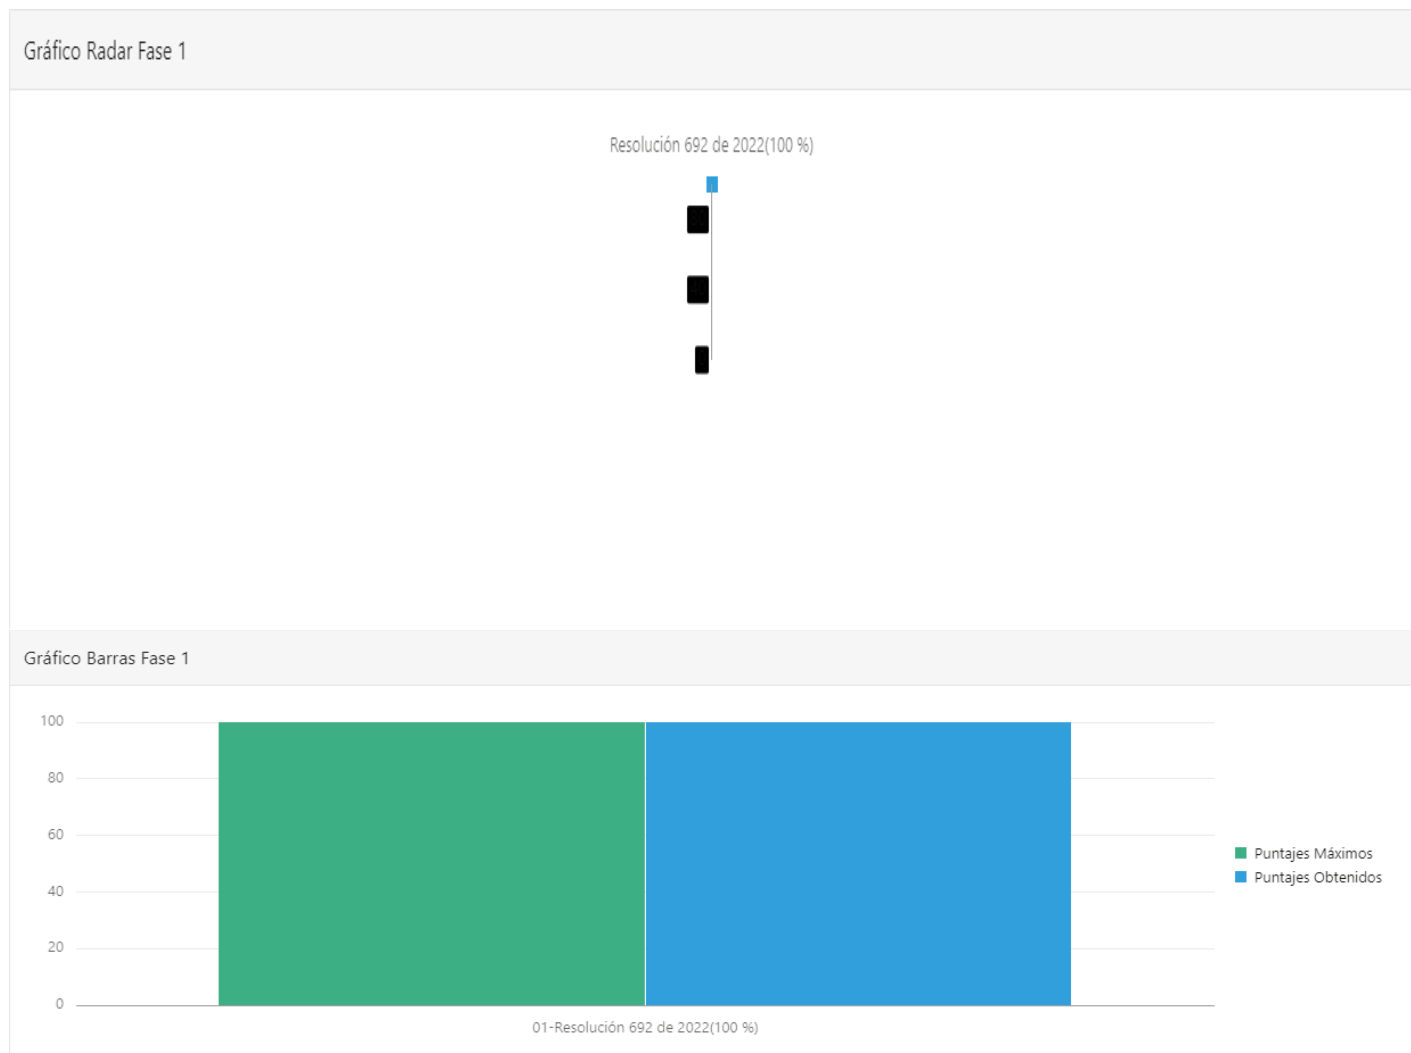 Gráfico Radar Fase 1
Resolución 692 de 2022(100 %)
Gráfico Barras Fase 1
100
80
60
40
20
0
Puntajes Máximos
Puntajes Obtenidos
01-Resolución 692 de 2022(100 %)